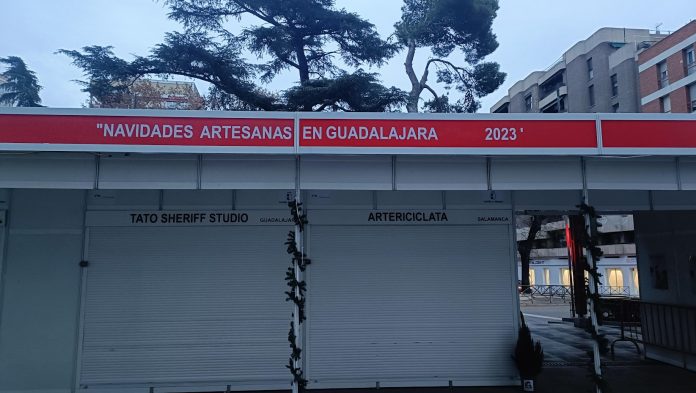 "NAVIDADES ARTESANAS EN GUADALAJARA 2023'
TATO SHERIFF STUDIO GUADALAJARA
ARTERICICLATA SALAMANCA